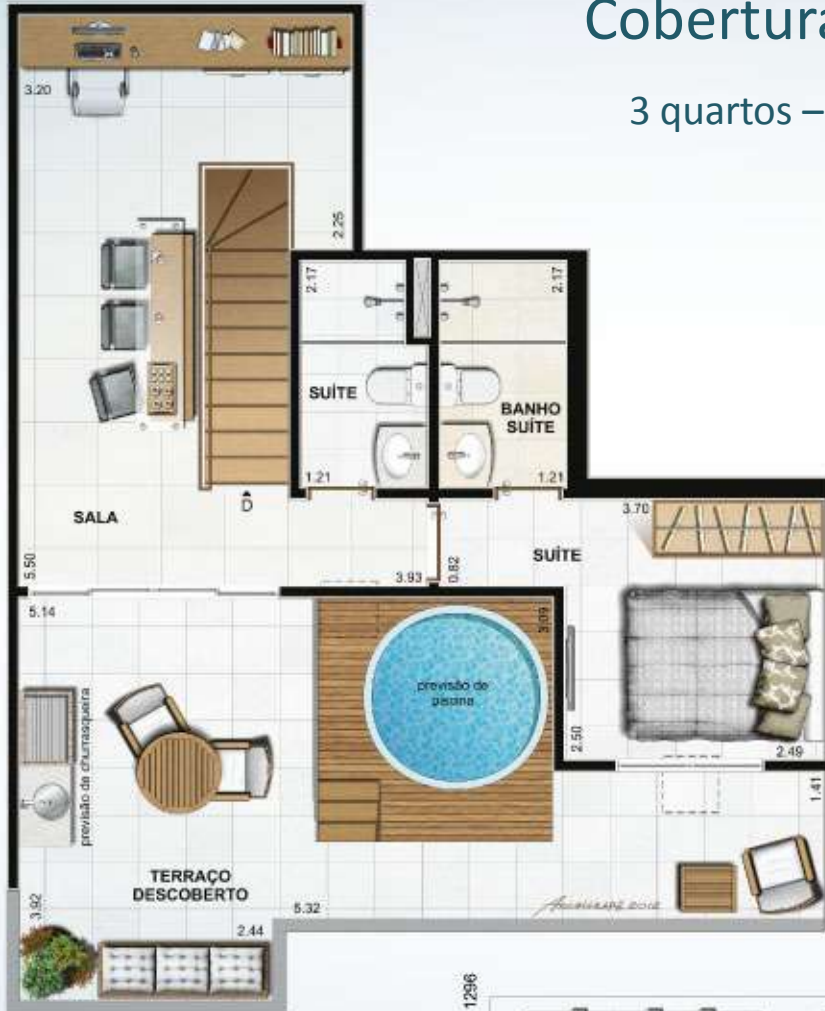 Cobertura
3 quartos –
3.20
2.25
2.17
2.17
SUÍTE
BANHO
SUÍTE
1.21
1.21
D
SALA
3.70
SUÍTE
5.50
3.93
0.82
5.14
3.09
previsão de
piscina
previsão de churrasqueira
2.50
2.49
1.41
TERRAÇO
DESCOBERTO
3.92
5.32
2.44
1296